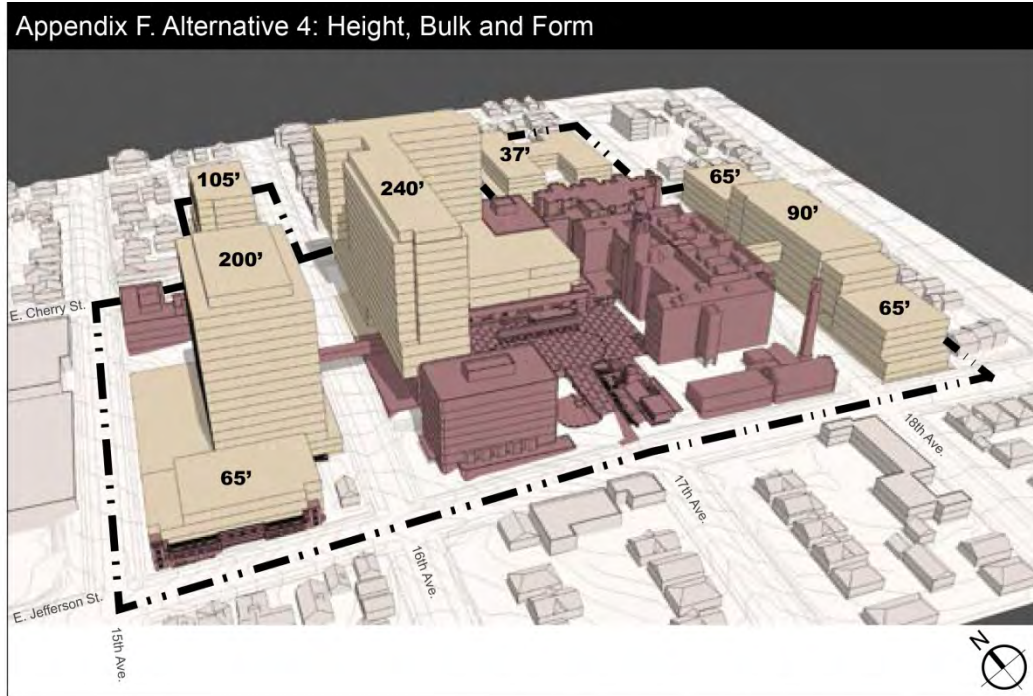 Appendix F. Alternative 4: Height, Bulk and Form
37'
65'
105'
240'
90'
200'
E. Cherry St.
65'
18th Ave.
65'
17th Ave.
16th Ave.
E. Jefferson St.
15th Ave.
N